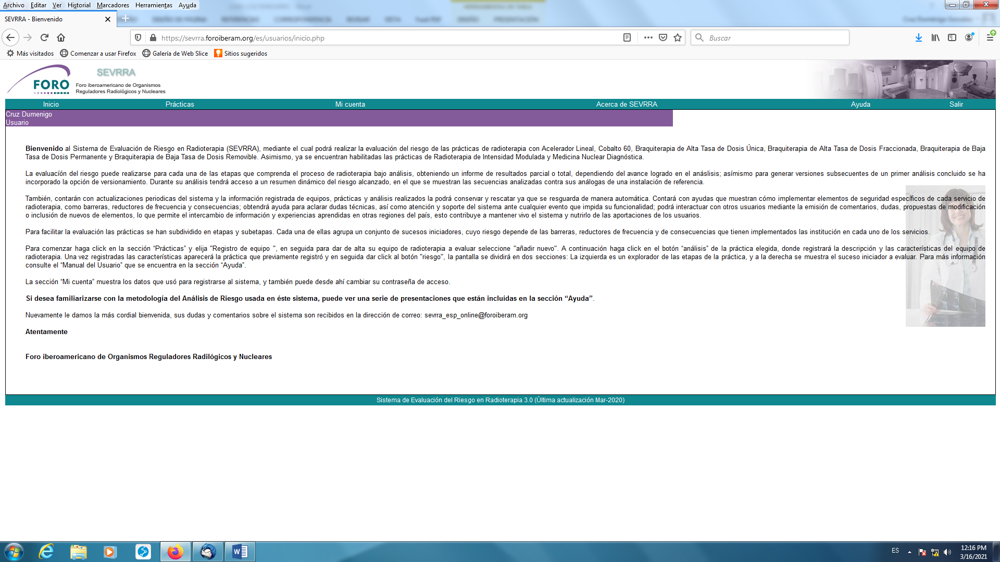 Archivo Editar Ver Historial Marcadores Herramientas Ayuda
SEVRRA - Bienvenido
https://sevrra.foroiberam.org/es/usuarios/inicio.php
Buscar
Más visitados Comenzar a usar Firefox Galería de Web Slice Sitios sugeridos
FORO
SEVRRA
Foro iberoamericano de Organismos
Reguladores Radiológicos y Nucleares
Inicio Prácticas Mi cuenta Acerca de SEVRRA Ayuda Salir
Cruz Dumenigo
Usuario
Bienvenido al Sistema de Evaluación de Riesgo en Radioterapia (SEVRRA), mediante el cual podrá realizar la evaluación del riesgo de las prácticas de radioterapia con Acelerador Lineal, Cobalto 60, Braquiterapia de Alta Tasa de Dosis Única, Braquiterapia de Alta Tasa de Dosis Fraccionada, Braquiterapia de Baja
Tasa de Dosis Permanente y Braquiterapia de Baja Tasa de Dosis Removible. Asimismo, ya se encuentran habilitadas las prácticas de Radioterapia de Intensidad Modulada y Medicina Nuclear Diagnóstica.
La evaluacíón del riesgo puede realizarse para cada una de las etapas que comprenda el proceso de radioterapia bajo análisis, obteniendo un informe de resultados parcial o total, dependiendo del avance logrado en el anáslisis; asímismo para generar versiones subsecuentes de un primer análisis concluido se ha
incorporado la opción de versionamiento. Durante su análisis tendrá acceso a un resumen dinámico del riesgo alcanzado, en el que se muestran las secuencias analizadas contra sus análogas de una instalación de referencia.
También, contarán con actualizaciones periodicas del sistema y la información registrada de equipos, prácticas y análisis realizados la podrá conservar y rescatar ya que se resguarda de manera automática. Contará con ayudas que muestran cómo implementar elementos de seguridad específicos de cada servicio de
radioterapia, como barreras, reductores de frecuencia y consecuencias; obtendrá ayuda para aclarar dudas técnicas, así como atención y soporte del sistema ante cualquier evento que impida su funcionalidad; podrá interactuar con otros usuarios mediante la emisión de comentarios, dudas, propuestas de modificación
o inclusión de nuevos de elementos, lo que permite el intercambio de información y experiencias aprendidas en otras regiones del país, esto contribuye a mantener vivo el sistema y nutrirlo de las aportaciones de los usuarios.
Para facilitar la evaluación las prácticas se han subdividido en etapas y subetapas. Cada una de ellas agrupa un conjunto de sucesos iniciadores, cuyo riesgo depende de las barreras, reductores de frecuencia y de consecuencias que tienen implementados las institución en cada uno de los servicios.
Para comenzar haga click en la sección “Prácticas” y elija "Registro de equipo ", en seguida para dar de alta su equipo de radioterapia a evaluar seleccione "añadir nuevo". A continuación haga click en el botón “análisis” de la práctica elegida, donde registrará la descripción y las características del equipo de
radioterapia. Una vez registradas las características aparecerá la práctica que previamente registró y en seguida dar click al botón "riesgo", la pantalla se dividirá en dos secciones: La izquierda es un explorador de las etapas de la práctica, y a la derecha se muestra el suceso iniciador a evaluar. Para más información
consulte el “Manual del Usuario” que se encuentra en la sección “Ayuda”.
La sección “Mi cuenta” muestra los datos que usó para registrarse al sistema, y también puede desde ahí cambiar su contraseña de acceso.
Si desea familiarizarse con la metodología del Análisis de Riesgo usada en éste sistema, puede ver una serie de presentaciones que están incluídas en la sección “Ayuda”.
Nuevamente le damos la más cordial bienvenida, sus dudas y comentarios sobre el sistema son recibidos en la dirección de correo: sevrra_esp_online@foroiberam.org
Atentamente
Foro iberoamericano de Organismos Reguladores Radilógicos y Nucleares
Sistema de Evaluación del Riesgo en Radioterapia 3.0 (Última actualización Mar-2020)
ES
12:16 PM
3/16/2021